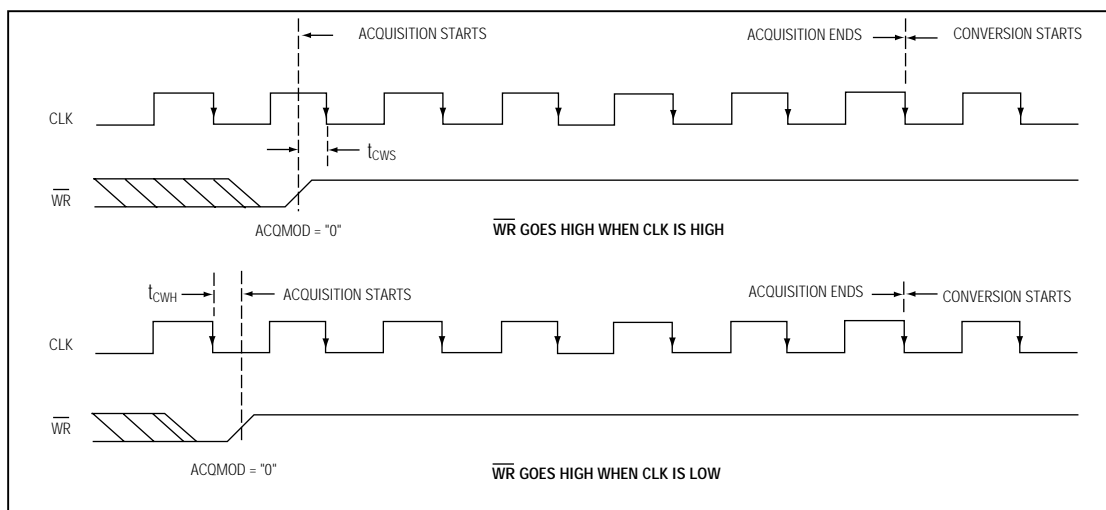 ACQUISITION STARTS
ACQUISITION ENDS
CONVERSION STARTS
CLK
tCWS
WR
ACQMOD = "0"
WR GOES HIGH WHEN CLK IS HIGH
tCWH
ACQUISITION STARTS
ACQUISITION ENDS
CONVERSION STARTS
CLK
WR
ACQMOD = "0"
WR GOES HIGH WHEN CLK IS LOW